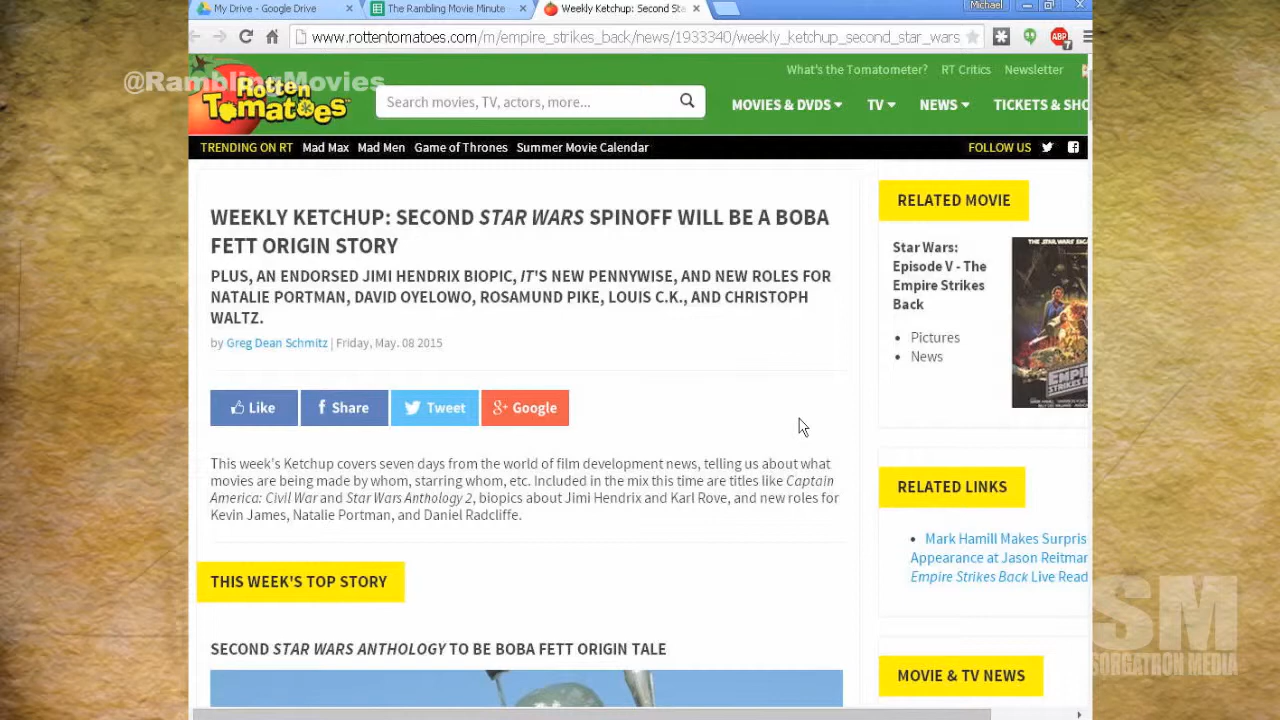 My Drive - Google Drive
The Rambling Movie Minute
Weekly Ketchup: Second Sta
Michael
www.rottentomatoes.com/m/empire_strikes_back/news/1933340/weekly_ketchup_second_star_wars
ABP
7
@RamblingMovies
Rotten
Tomatoes
What's the Tomatometer?
RT Critics
Newsletter
Search movies, TV, actors, more...
MOVIES & DVDS
TV
NEWS
TICKETS & SHO
TRENDING ON RT
Mad Max
Mad Men
Game of Thrones
Summer Movie Calendar
FOLLOW US
WEEKLY KETCHUP: SECOND STAR WARS SPINOFF WILL BE A BOBA
FETT ORIGIN STORY
PLUS, AN ENDORSED JIMI HENDRIX BIOPIC, IT'S NEW PENNYWISE, AND NEW ROLES FOR
NATALIE PORTMAN, DAVID OYELOWO, ROSAMUND PIKE, LOUIS C.K., AND CHRISTOPH
WALTZ.
by Greg Dean Schmitz | Friday, May. 08 2015
Like
Share
Tweet
Google
This week's Ketchup covers seven days from the world of film development news, telling us about what
movies are being made by whom, starring whom, etc. Included in the mix this time are titles like Captain
America: Civil War and Star Wars Anthology 2, biopics about Jimi Hendrix and Karl Rove, and new roles for
Kevin James, Natalie Portman, and Daniel Radcliffe.
THIS WEEK'S TOP STORY
SECOND STAR WARS ANTHOLOGY TO BE BOBA FETT ORIGIN TALE
RELATED MOVIE
Star Wars:
Episode V - The
Empire Strikes
Back
Pictures
News
THE STAR WARS SAGA
EMPIRE
RELATED LINKS
Mark Hamill Makes Surpris
Appearance at Jason Reitmar
Empire Strikes Back Live Read
MOVIE & TV NEWS
SM
SORGATRON MEDIA